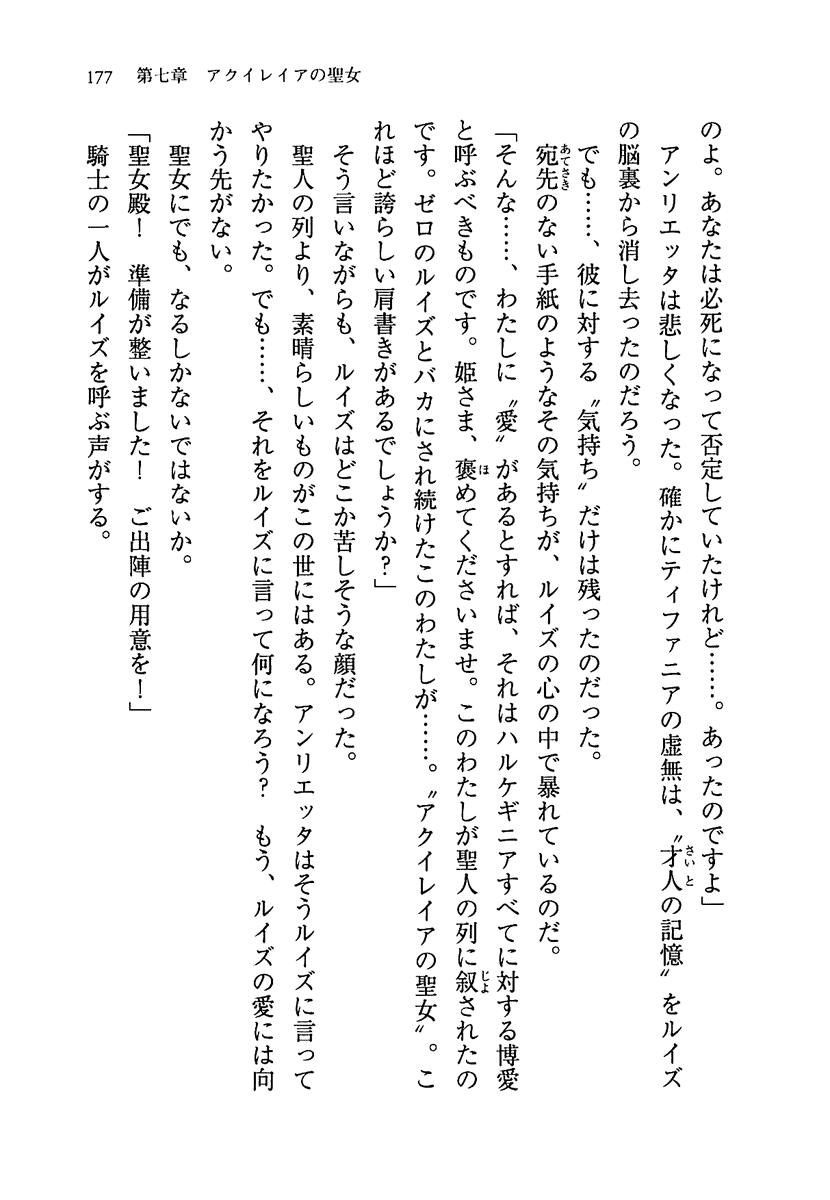 177　第七章　アクイレイアの聖女
のよ。あなたは必死になって否定していたけれど……。あったのですよ」
　アンリエッタは悲しくなった。確かにティファニアの虚無は、〝才人の記憶〟をルイズ
の脳裏から消し去ったのだろう。
　でも……、彼に対する〝気持ち〟だけは残ったのだった。
　宛先のない手紙のようなその気持ちが、ルイズの心の中で暴れているのだ。
「そんな……、わたしに〝愛〟があるとすれば、それはハルケギニアすべてに対する博愛
と呼ぶべきものです。姫さま、褒めてくださいませ。このわたしが聖人の列に叙されたの
です。ゼロのルイズとバカにされ続けたこのわたしが……。〝アクイレイアの聖女〟。こ
れほど誇らしい肩書きがあるでしょうか？」
　そう言いながらも、ルイズはどこか苦しそうな顔だった。
　聖人の列より、素晴らしいものがこの世にはある。アンリエッタはそうルイズに言って
やりたかった。でも……、それをルイズに言って何になろう？　もう、ルイズの愛には向
かう先がない。
　聖女にでも、なるしかないではないか。
「聖女殿！　準備が整いました！　ご出陣の用意を！」
　騎士の一人がルイズを呼ぶ声がする。